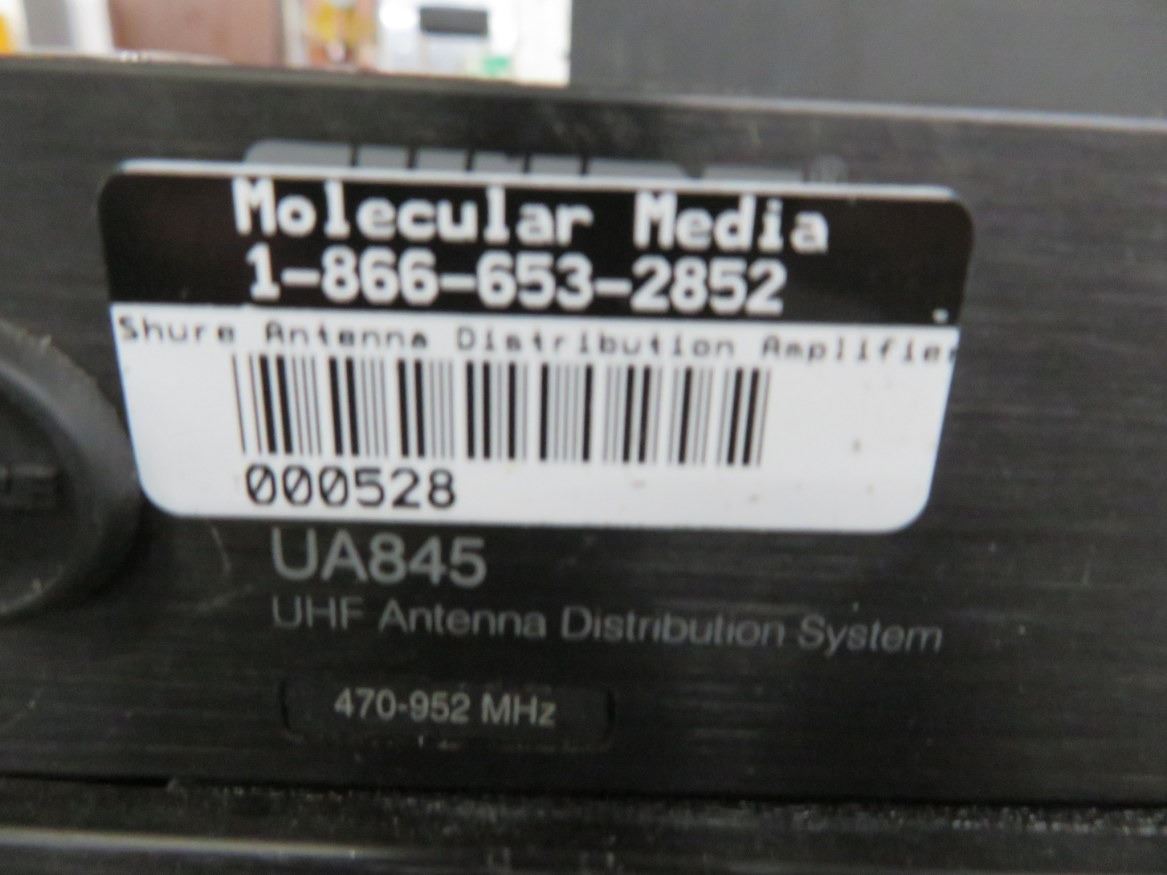 Molecular Media
1-866-653-2852
Shure Antenna Distribution Amplifier
000528
UA845
UHF Antenna Distribution System
470-952 MHz